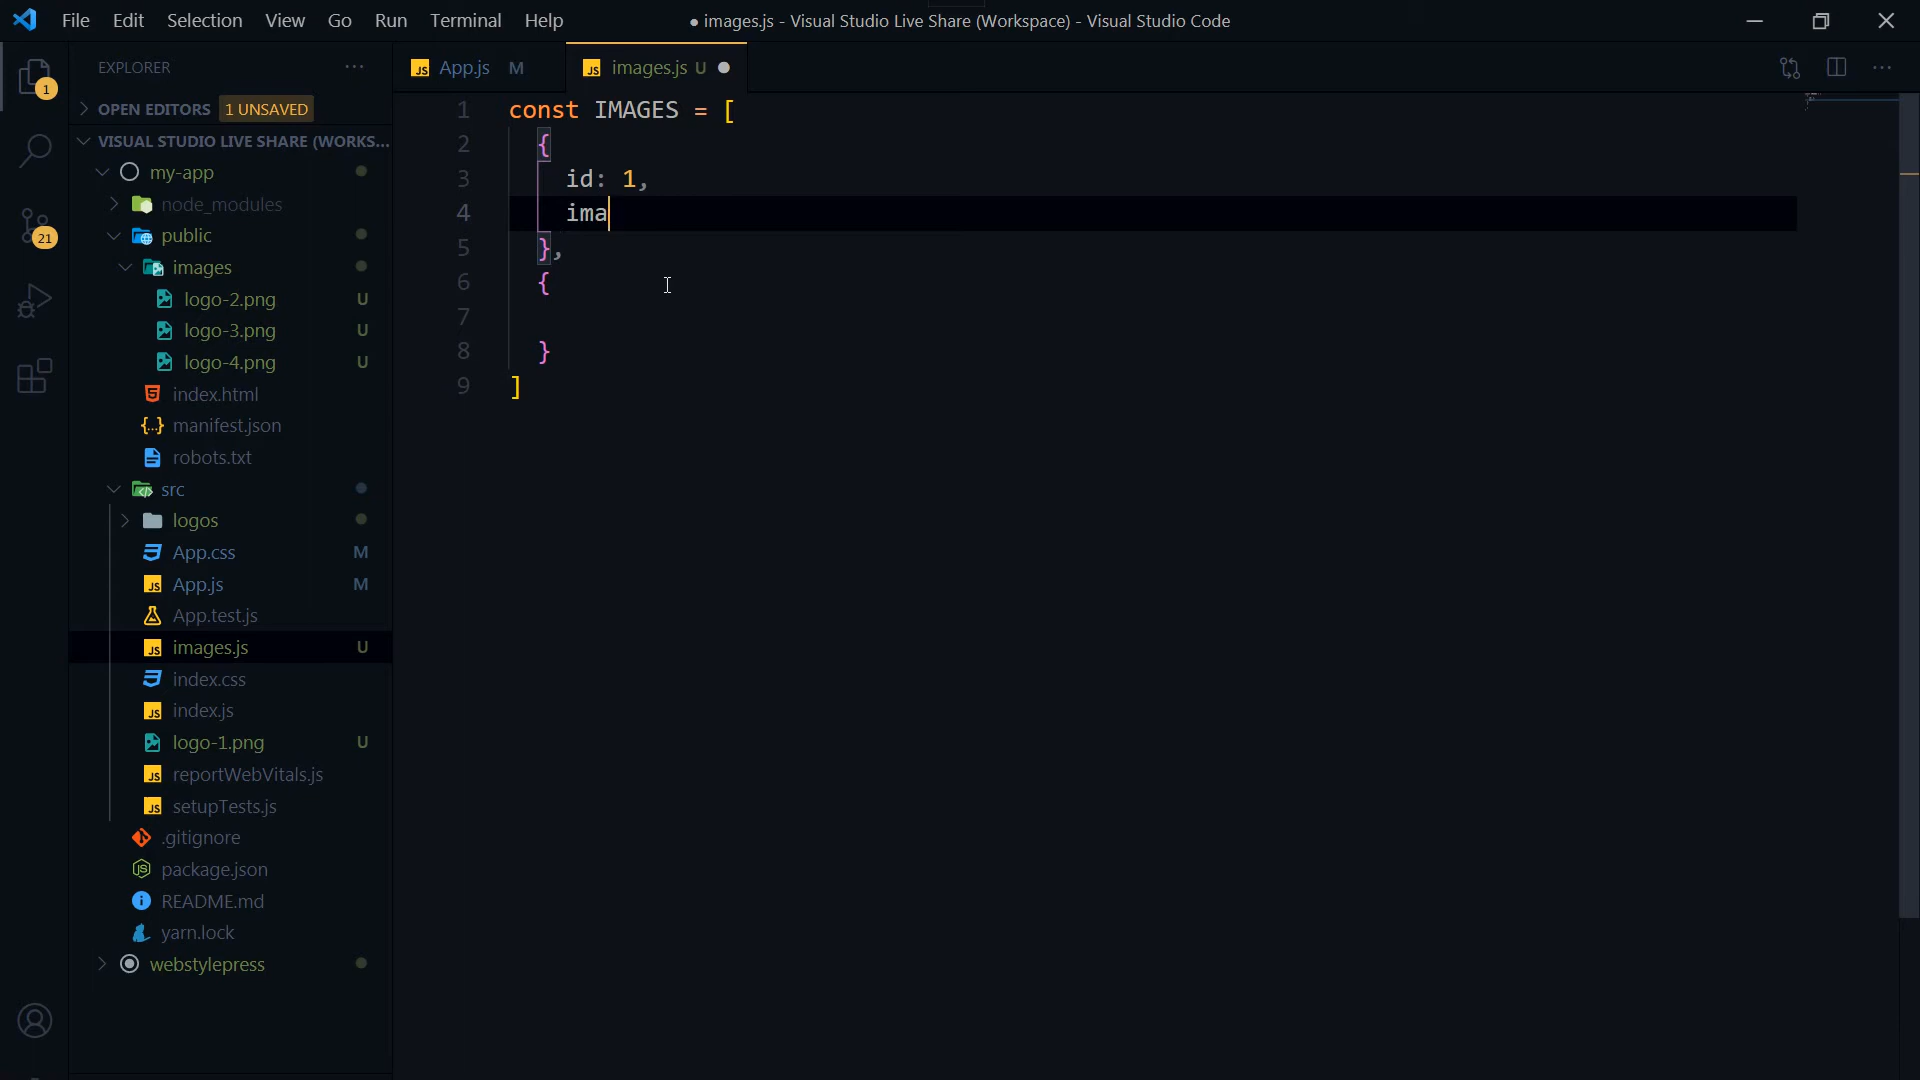 File Edit Selection View Go Run Terminal Help ● images.js - Visual Studio Live Share (Workspace) - Visual Studio Code
EXPLORER ···
App.js M
images.js U
OPEN EDITORS 1 UNSAVED
VISUAL STUDIO LIVE SHARE (WORKS...
my-app
node_modules
public
images
logo-2.png U
logo-3.png U
logo-4.png U
index.html
manifest.json
robots.txt
src
logos
App.css M
App.js M
App.test.js
images.js U
index.css
index.js
logo-1.png U
reportWebVitals.js
setupTests.js
.gitignore
package.json
README.md
yarn.lock
webstylepress
1
21
1 const IMAGES = [
2 {
3 id: 1,
4 ima
5 },
6 {
7
8 }
9 ]